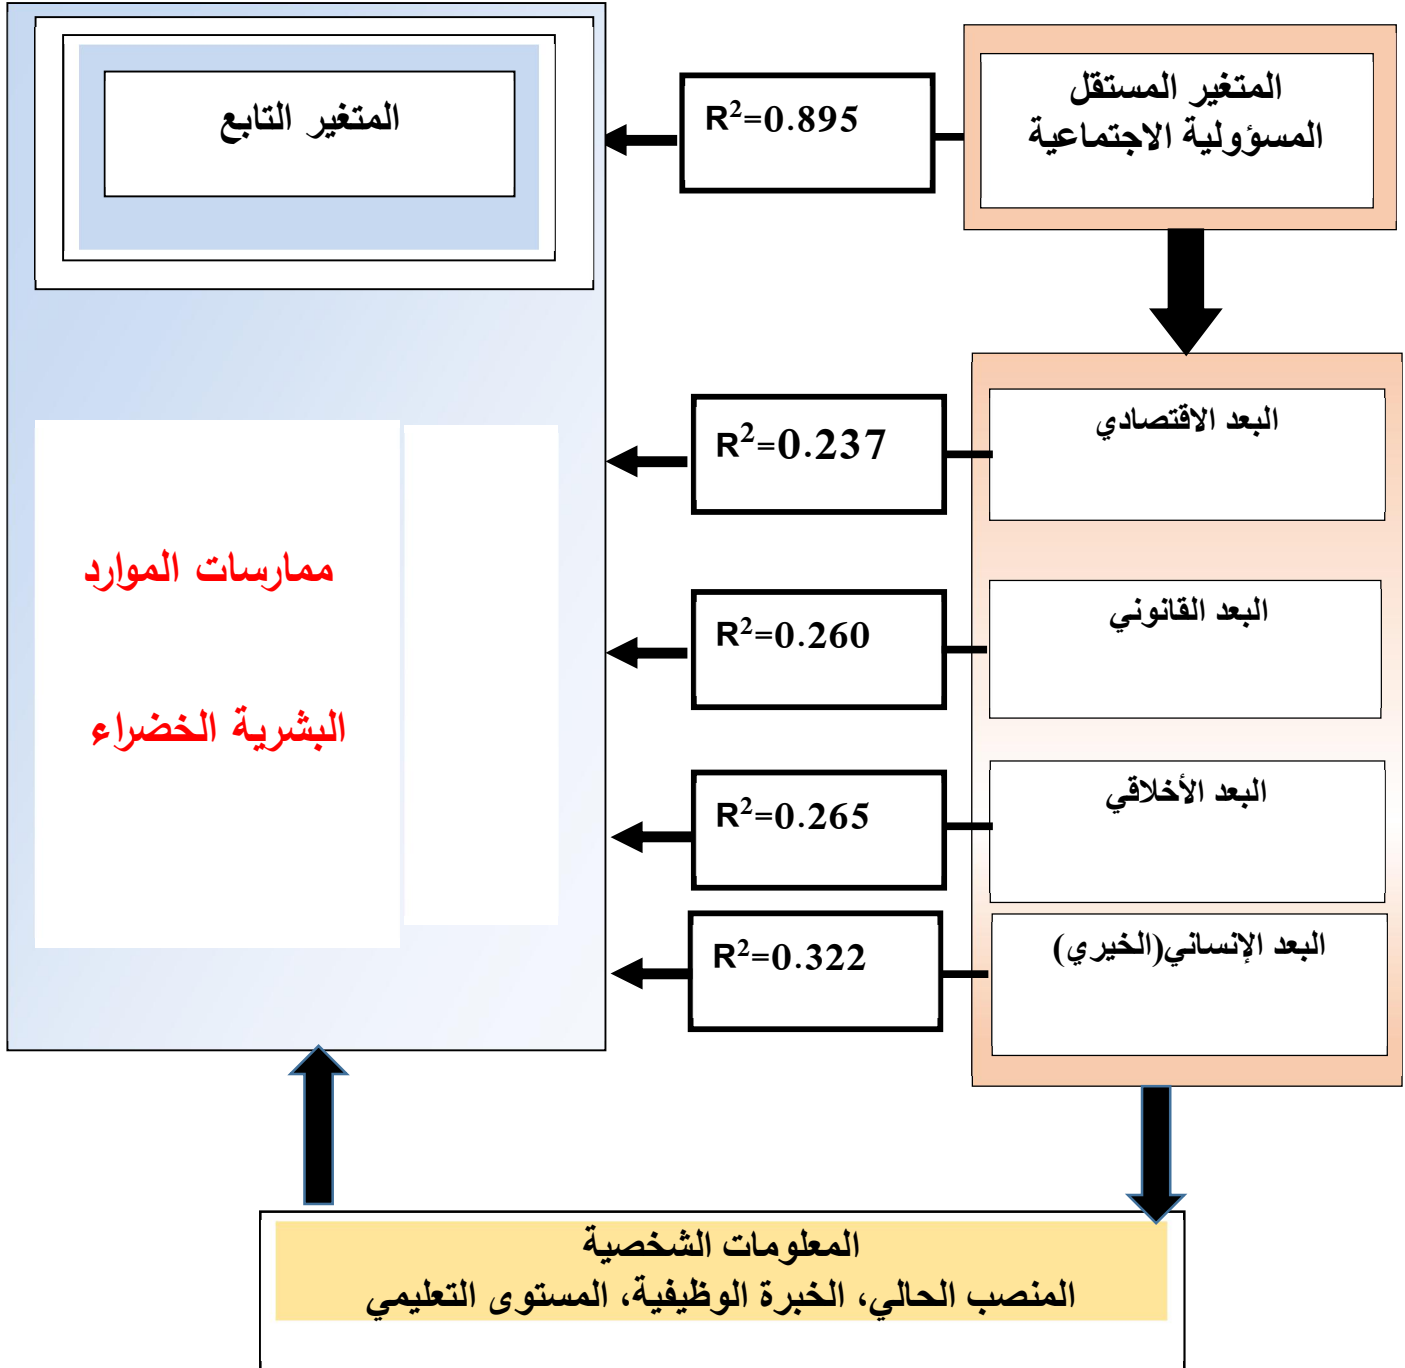 المتغير المستقل
المسؤولية الاجتماعية
R²=0.895
المتغير التابع
البعد الاقتصادي
R²=0.237
البعد القانوني
R²=0.260
البعد الأخلاقي
R²=0.265
البعد الإنساني(الخيري)
R²=0.322
ممارسات الموارد
البشرية الخضراء
المعلومات الشخصية
المنصب الحالي، الخبرة الوظيفية، المستوى التعليمي